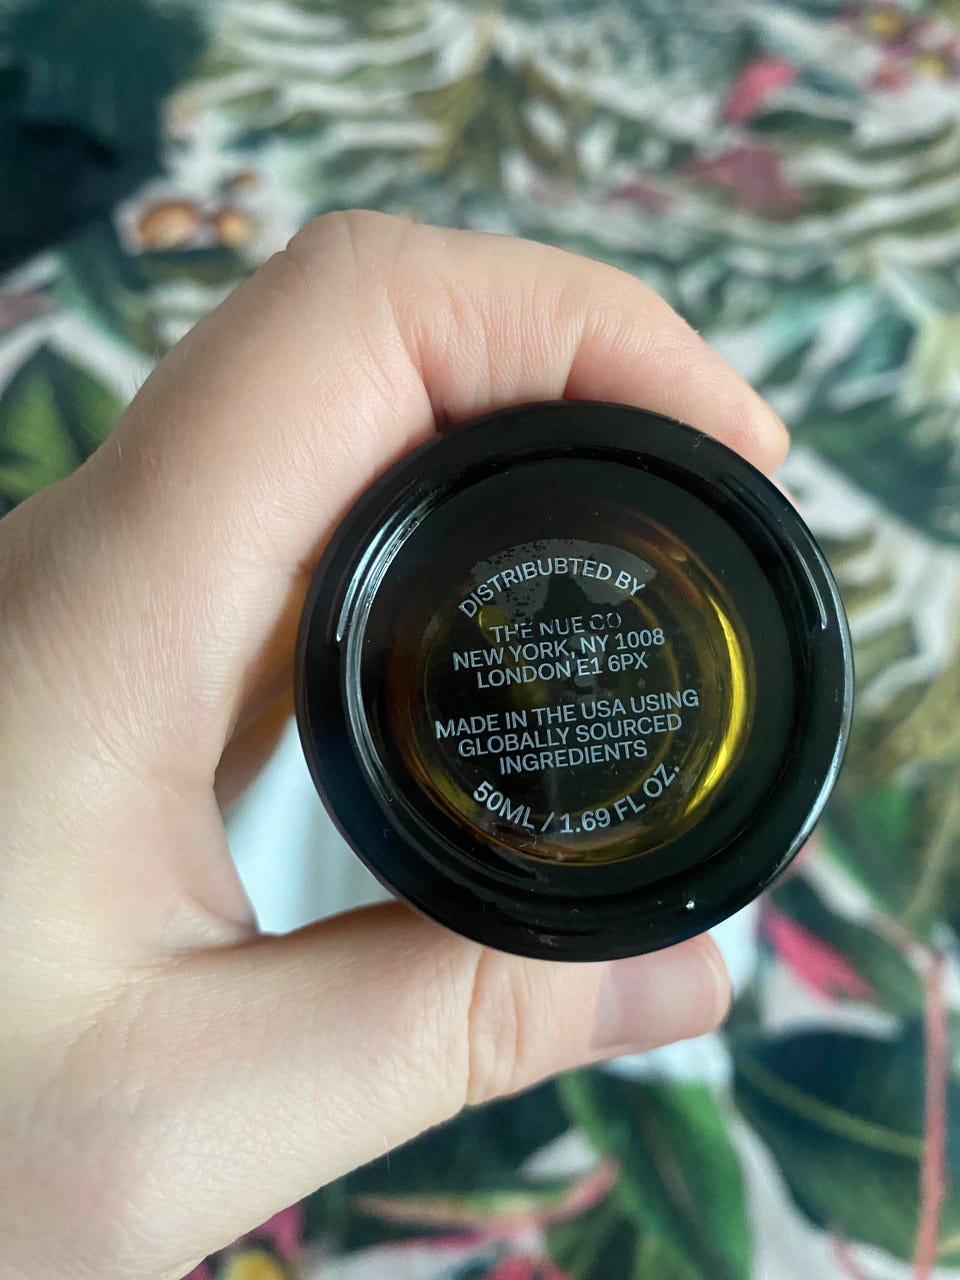 DISTRIBUBTED BY
THE NUE CO
NEW YORK, NY 1008
LONDON E1 6PX
MADE IN THE USA USING
GLOBALLY SOURCED
INGREDIENTS
50ML / 1.69 FL OZ.